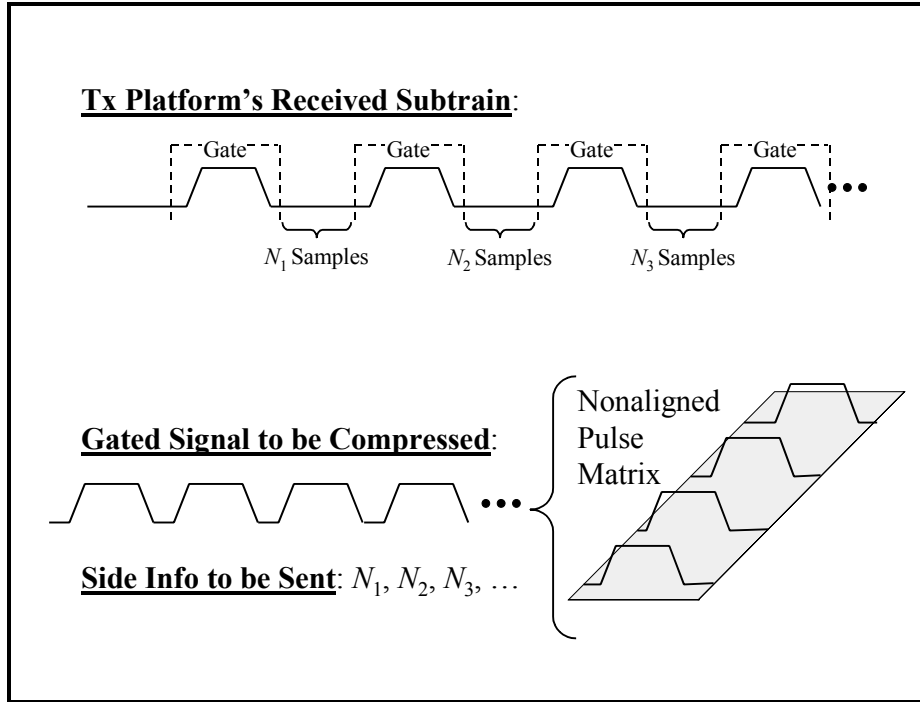 Tx Platform's Received Subtrain:
Gate Gate Gate Gate
•••
N₁ Samples N₂ Samples N₃ Samples
Nonaligned
Pulse
Matrix
Gated Signal to be Compressed:
•••
Side Info to be Sent: N₁, N₂, N₃, …